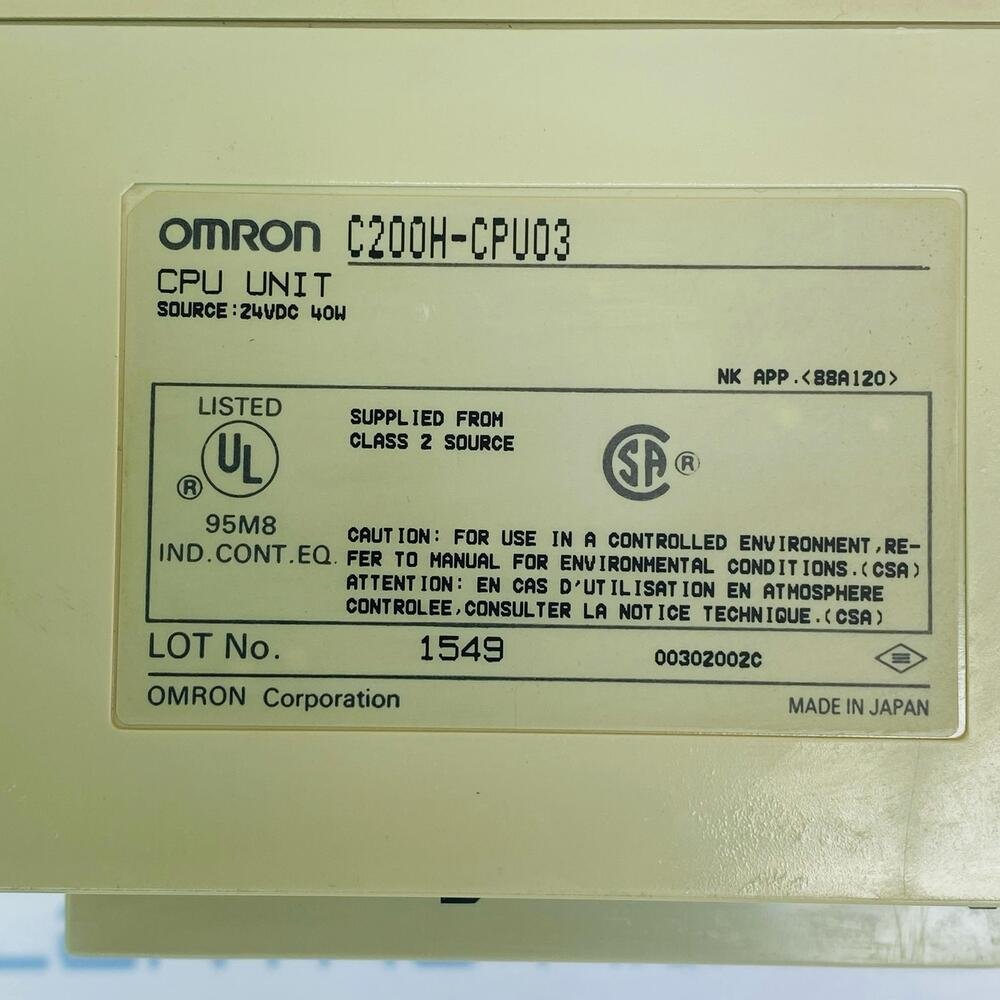 OMRON C200H-CPU03
CPU UNIT
SOURCE:24VDC 40W
NK APP.<88A120>
LISTED
UL
®
95M8
IND.CONT.EQ.
SUPPLIED FROM
CLASS 2 SOURCE
SA ®
CAUTION: FOR USE IN A CONTROLLED ENVIRONMENT,RE-
FER TO MANUAL FOR ENVIRONMENTAL CONDITIONS.(CSA)
ATTENTION: EN CAS D'UTILISATION EN ATMOSPHERE
CONTROLEE,CONSULTER LA NOTICE TECHNIQUE.(CSA)
LOT No. 1549 00302002C
OMRON Corporation MADE IN JAPAN